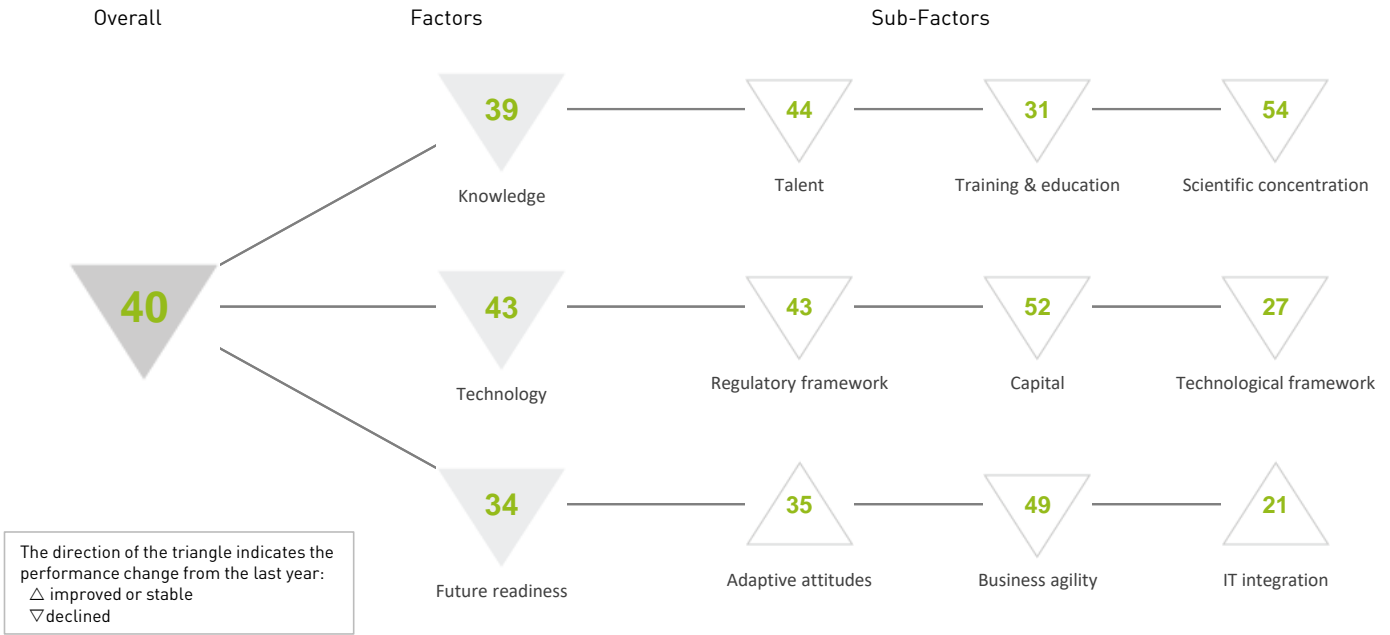 Overall
Factors
Sub-Factors
39
44
31
54
Knowledge
Talent
Training & education
Scientific concentration
40
43
43
52
27
Technology
Regulatory framework
Capital
Technological framework
34
35
49
21
Future readiness
Adaptive attitudes
Business agility
IT integration
The direction of the triangle indicates the
performance change from the last year:
△ improved or stable
▽ declined